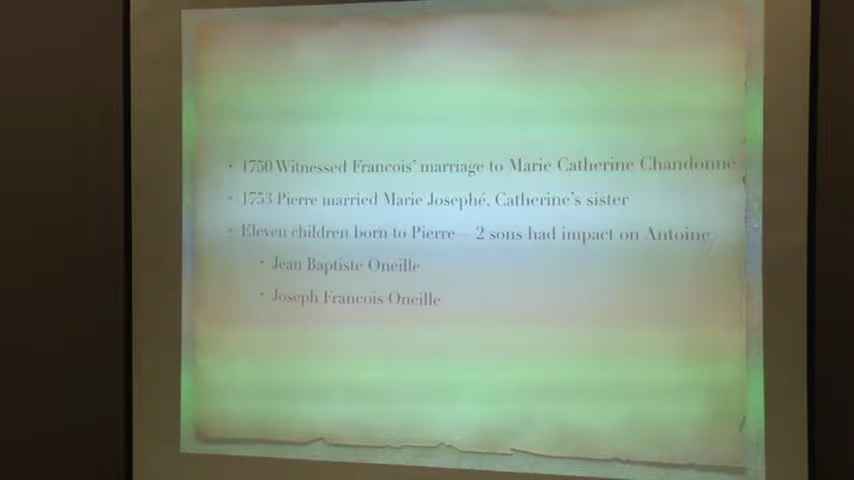 • 1750 Witnessed Francois' marriage to Marie Catherine Chandonné
• 1753 Pierre married Marie Josephé, Catherine's sister
• Eleven children born to Pierre — 2 sons had impact on Antoine
• Jean Baptiste Oneille
• Joseph Francois Oneille